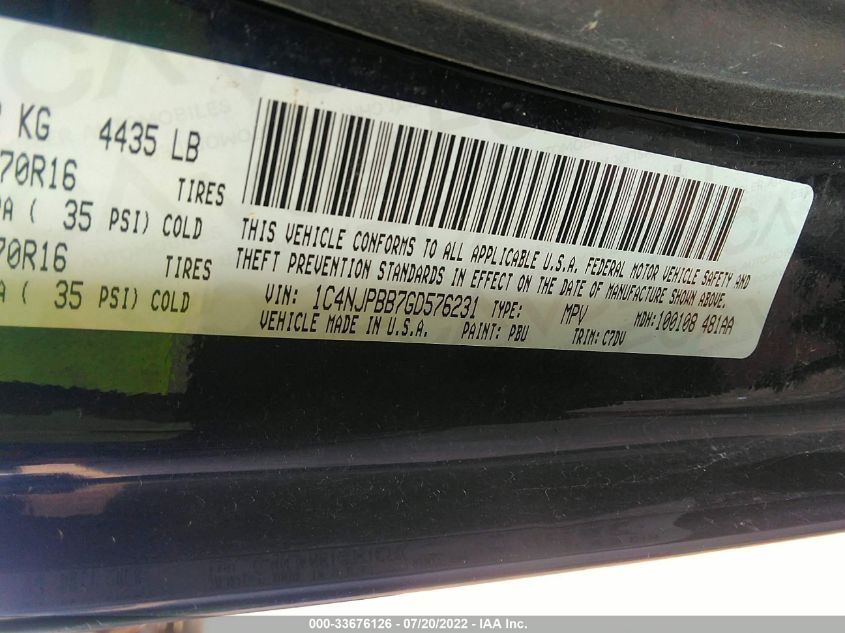 KG 4435 LB
70R16 TIRES
( 35 PSI) COLD
70R16 TIRES
( 35 PSI) COLD
THIS VEHICLE CONFORMS TO ALL APPLICABLE U.S.A. FEDERAL MOTOR VEHICLE SAFETY AND
THEFT PREVENTION STANDARDS IN EFFECT ON THE DATE OF MANUFACTURE SHOWN ABOVE.
VIN: 1C4NJPBB7GD576231 TYPE: MPV MDH:100108 481AA
VEHICLE MADE IN U.S.A. PAINT: PBU TRIM: C7DV
000-33676126 - 07/20/2022 - IAA Inc.